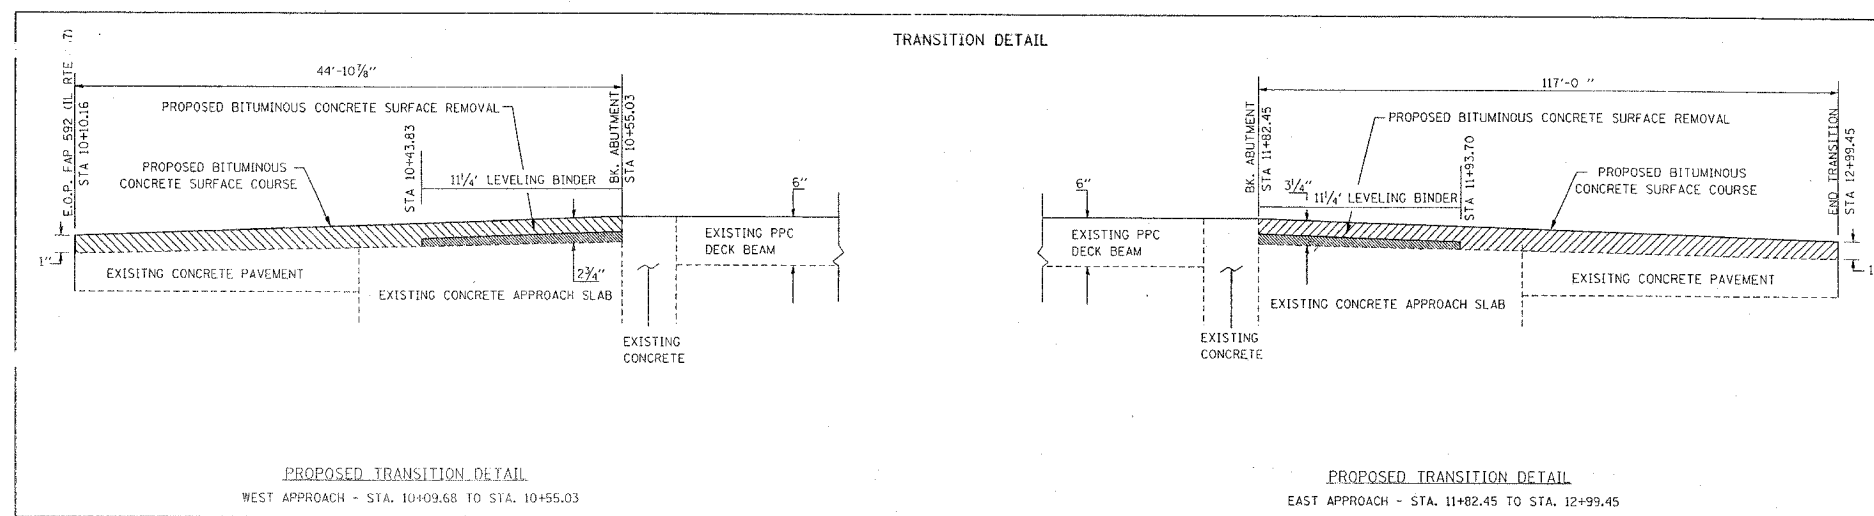 TRANSITION DETAIL
44'-10⅞"
PROPOSED BITUMINOUS CONCRETE SURFACE REMOVAL
E.O.P. FAP 592 (IL RTE 7)
STA 10+10.16
PROPOSED BITUMINOUS
CONCRETE SURFACE COURSE
STA 10+43.83
11¼' LEVELING BINDER
BK. ABUTMENT
STA 10+55.03
6"
1"
EXISITNG CONCRETE PAVEMENT
2¾"
EXISTING CONCRETE APPROACH SLAB
EXISTING PPC
DECK BEAM
EXISTING
CONCRETE
PROPOSED TRANSITION DETAIL
WEST APPROACH - STA. 10+09.68 TO STA. 10+55.03
117'-0 "
PROPOSED BITUMINOUS CONCRETE SURFACE REMOVAL
BK. ABUTMENT
STA 11+82.45
3¼"
11¼' LEVELING BINDER
STA 11+93.70
PROPOSED BITUMINOUS
CONCRETE SURFACE COURSE
END TRANSITION
STA 12+99.45
6"
EXISTING PPC
DECK BEAM
1
EXISITNG CONCRETE PAVEMENT
EXISTING CONCRETE APPROACH SLAB
EXISTING
CONCRETE
PROPOSED TRANSITION DETAIL
EAST APPROACH - STA. 11+82.45 TO STA. 12+99.45